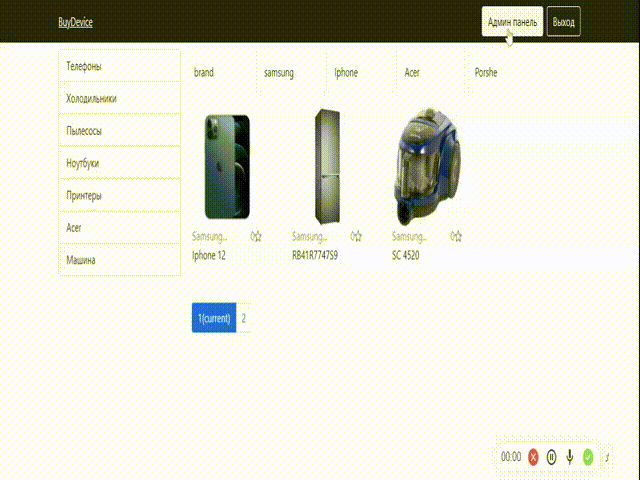 BuyDevice
Админ панель
Выход
Телефоны
Холодильники
Пылесосы
Ноутбуки
Принтеры
Acer
Машина
brand
samsung
Iphone
Acer
Porshe
Samsung.. 0
Iphone 12
Samsung.. 0
RB41R7747S9
Samsung.. 0
SC 4520
1(current) 2
00:00